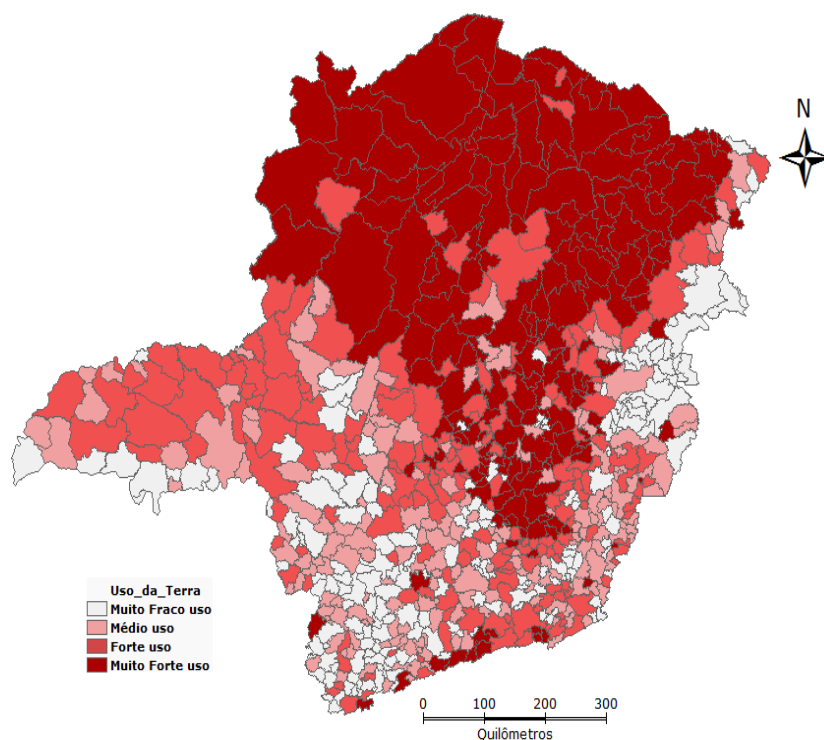 N
Uso_da_Terra
Muito Fraco uso
Médio uso
Forte uso
Muito Forte uso
0 100 200 300
Quilômetros